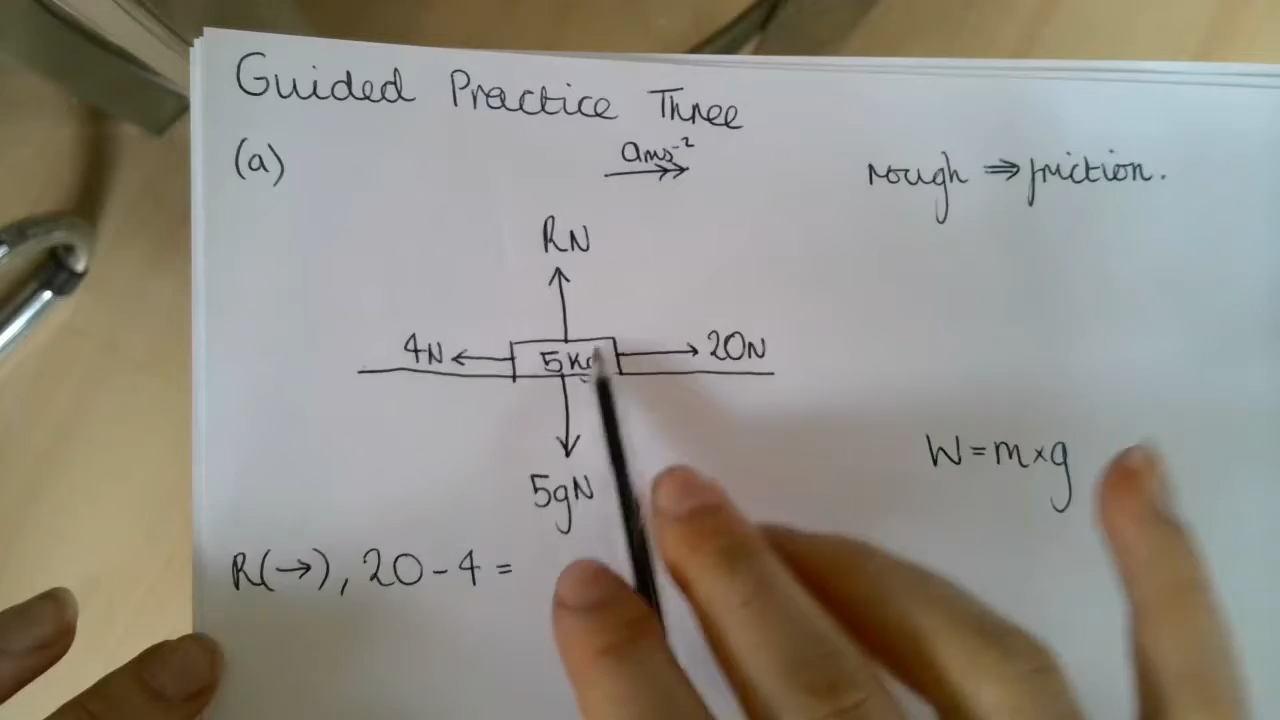 Guided Practice Three
(a)
ams⁻²
rough ⇒ friction.
RN
4N
5kg
20N
5gN
W=m×g
R(→), 20-4=